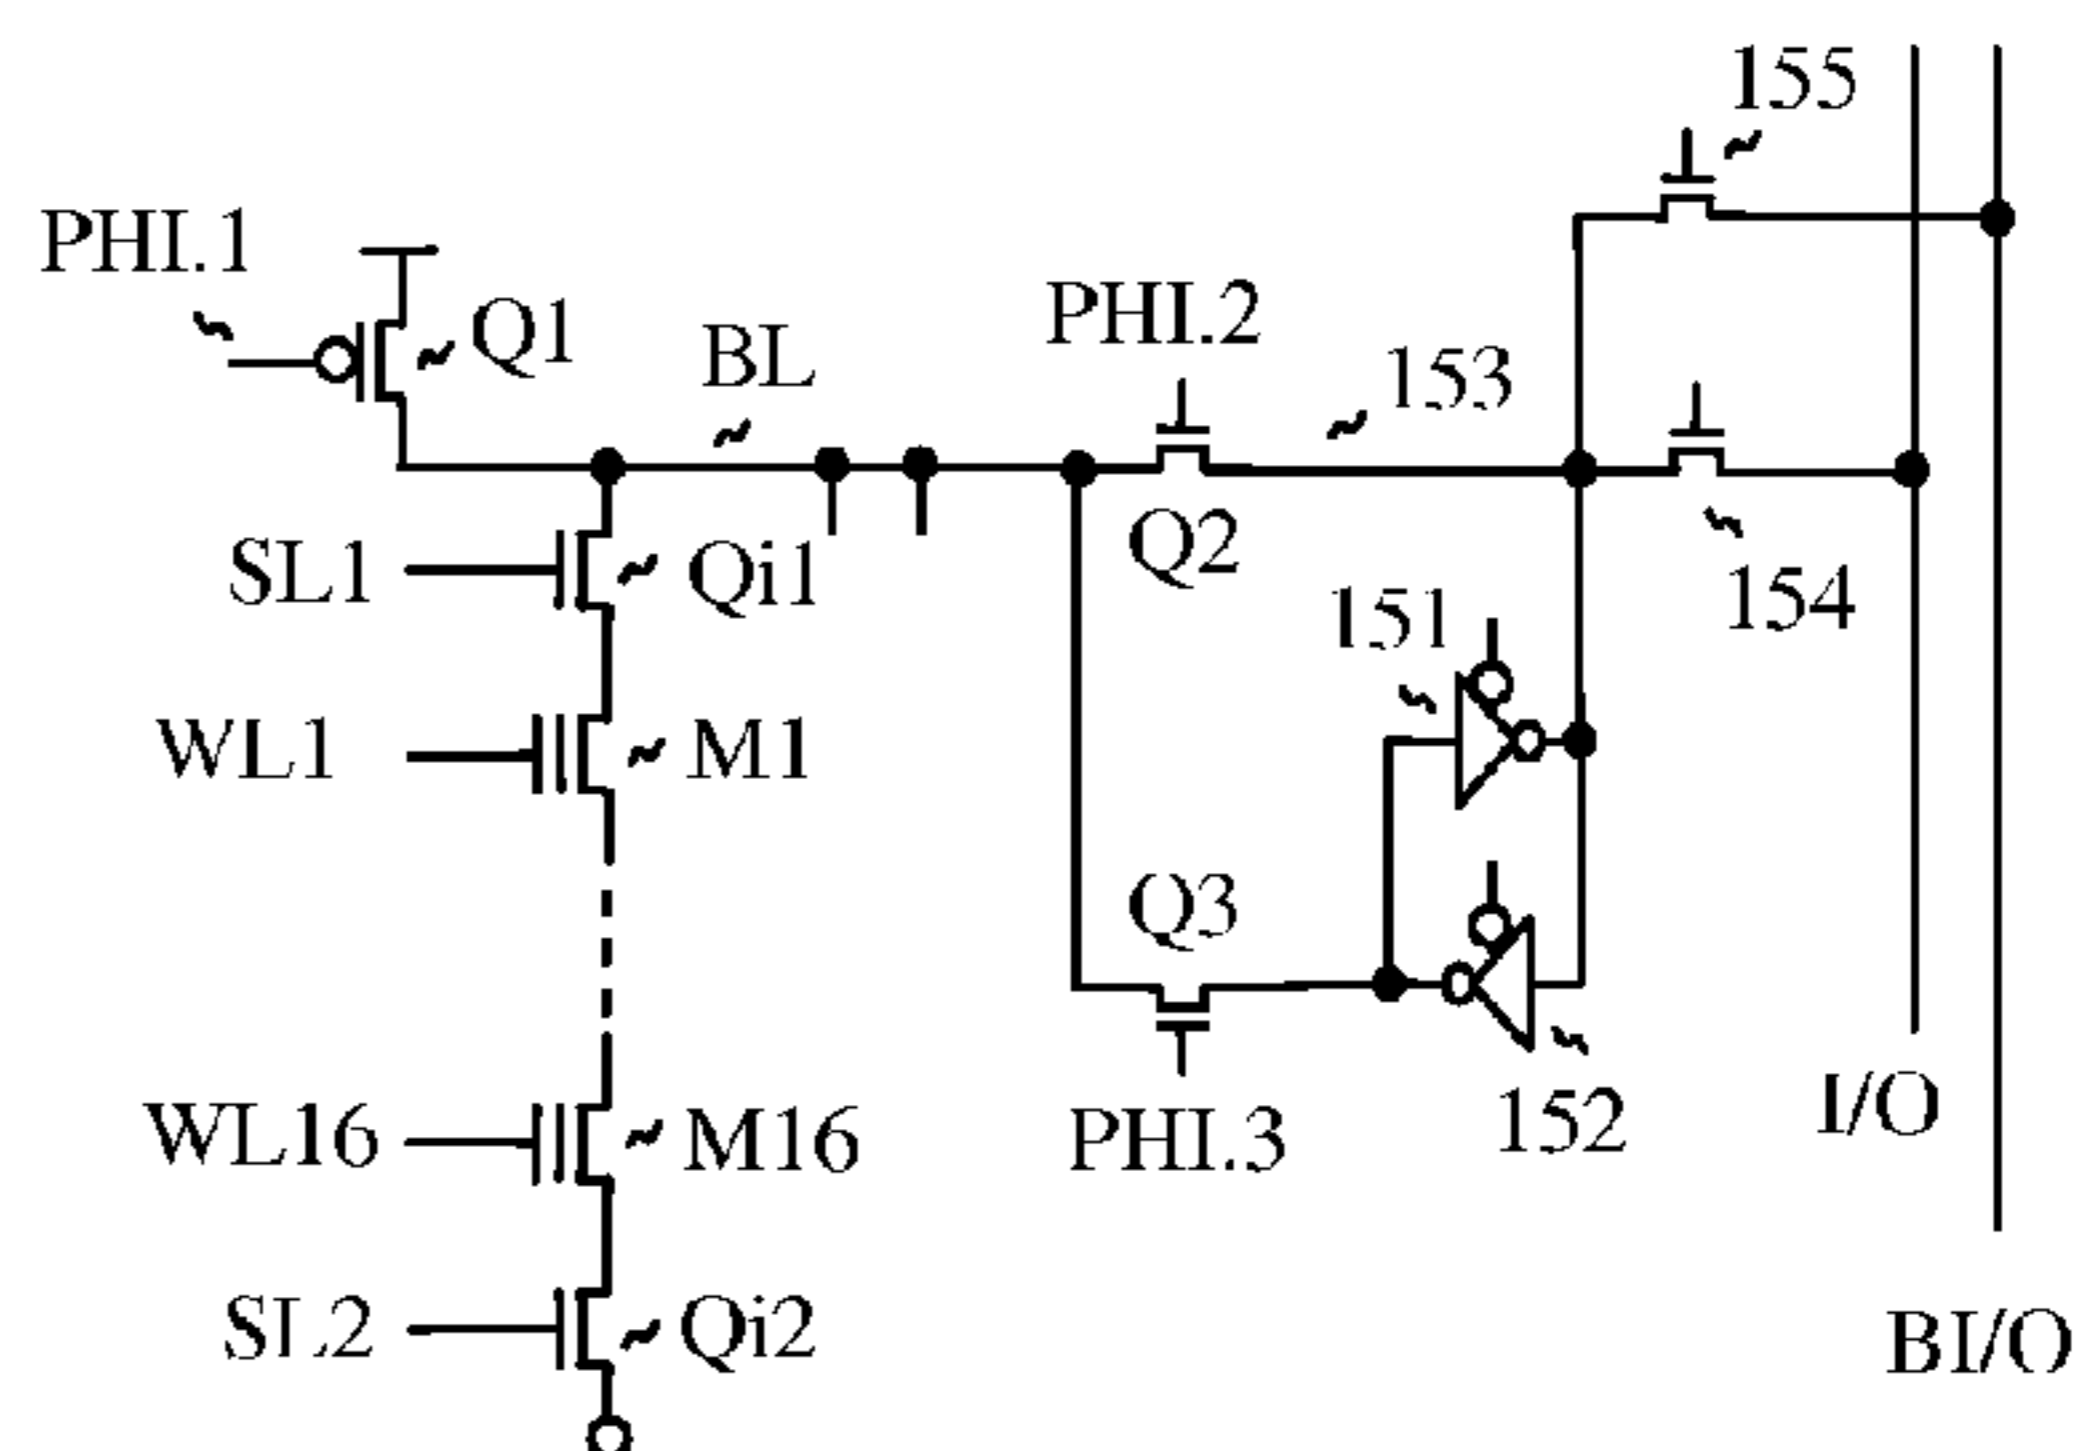 155
PHI.1
Q1
BL
PHI.2
153
SL1
Qi1
Q2
151
154
WL1
M1
Q3
WL16
M16
PHI.3
152
I/O
SL2
Qi2
BI/O